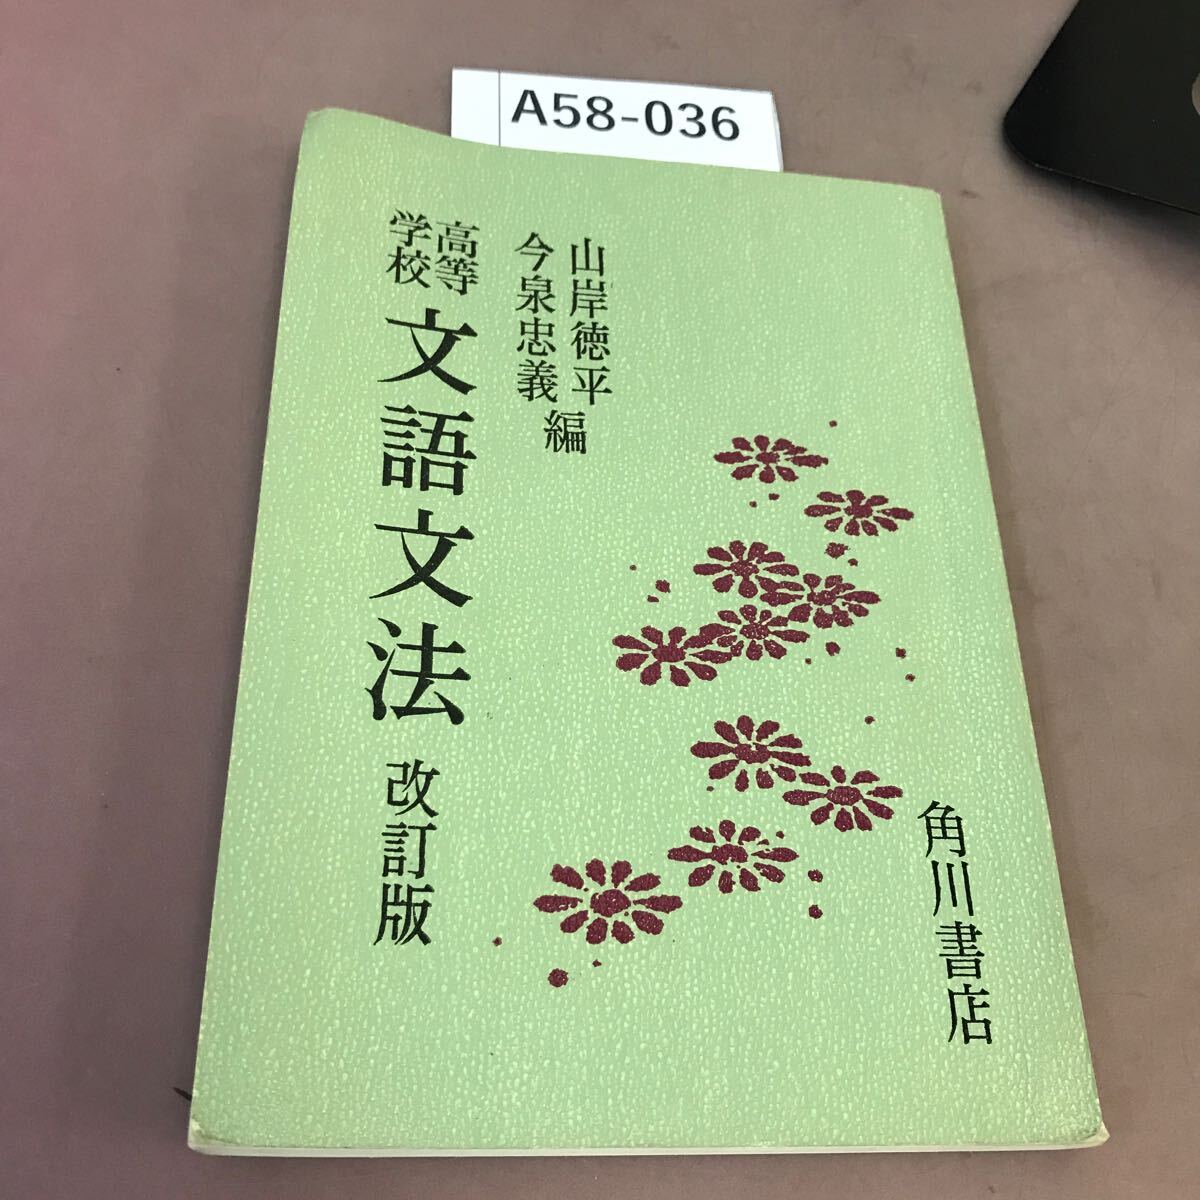 A58-036
山岸徳平
今泉忠義
編
高等
学校
文語文法 改訂版
角川書店